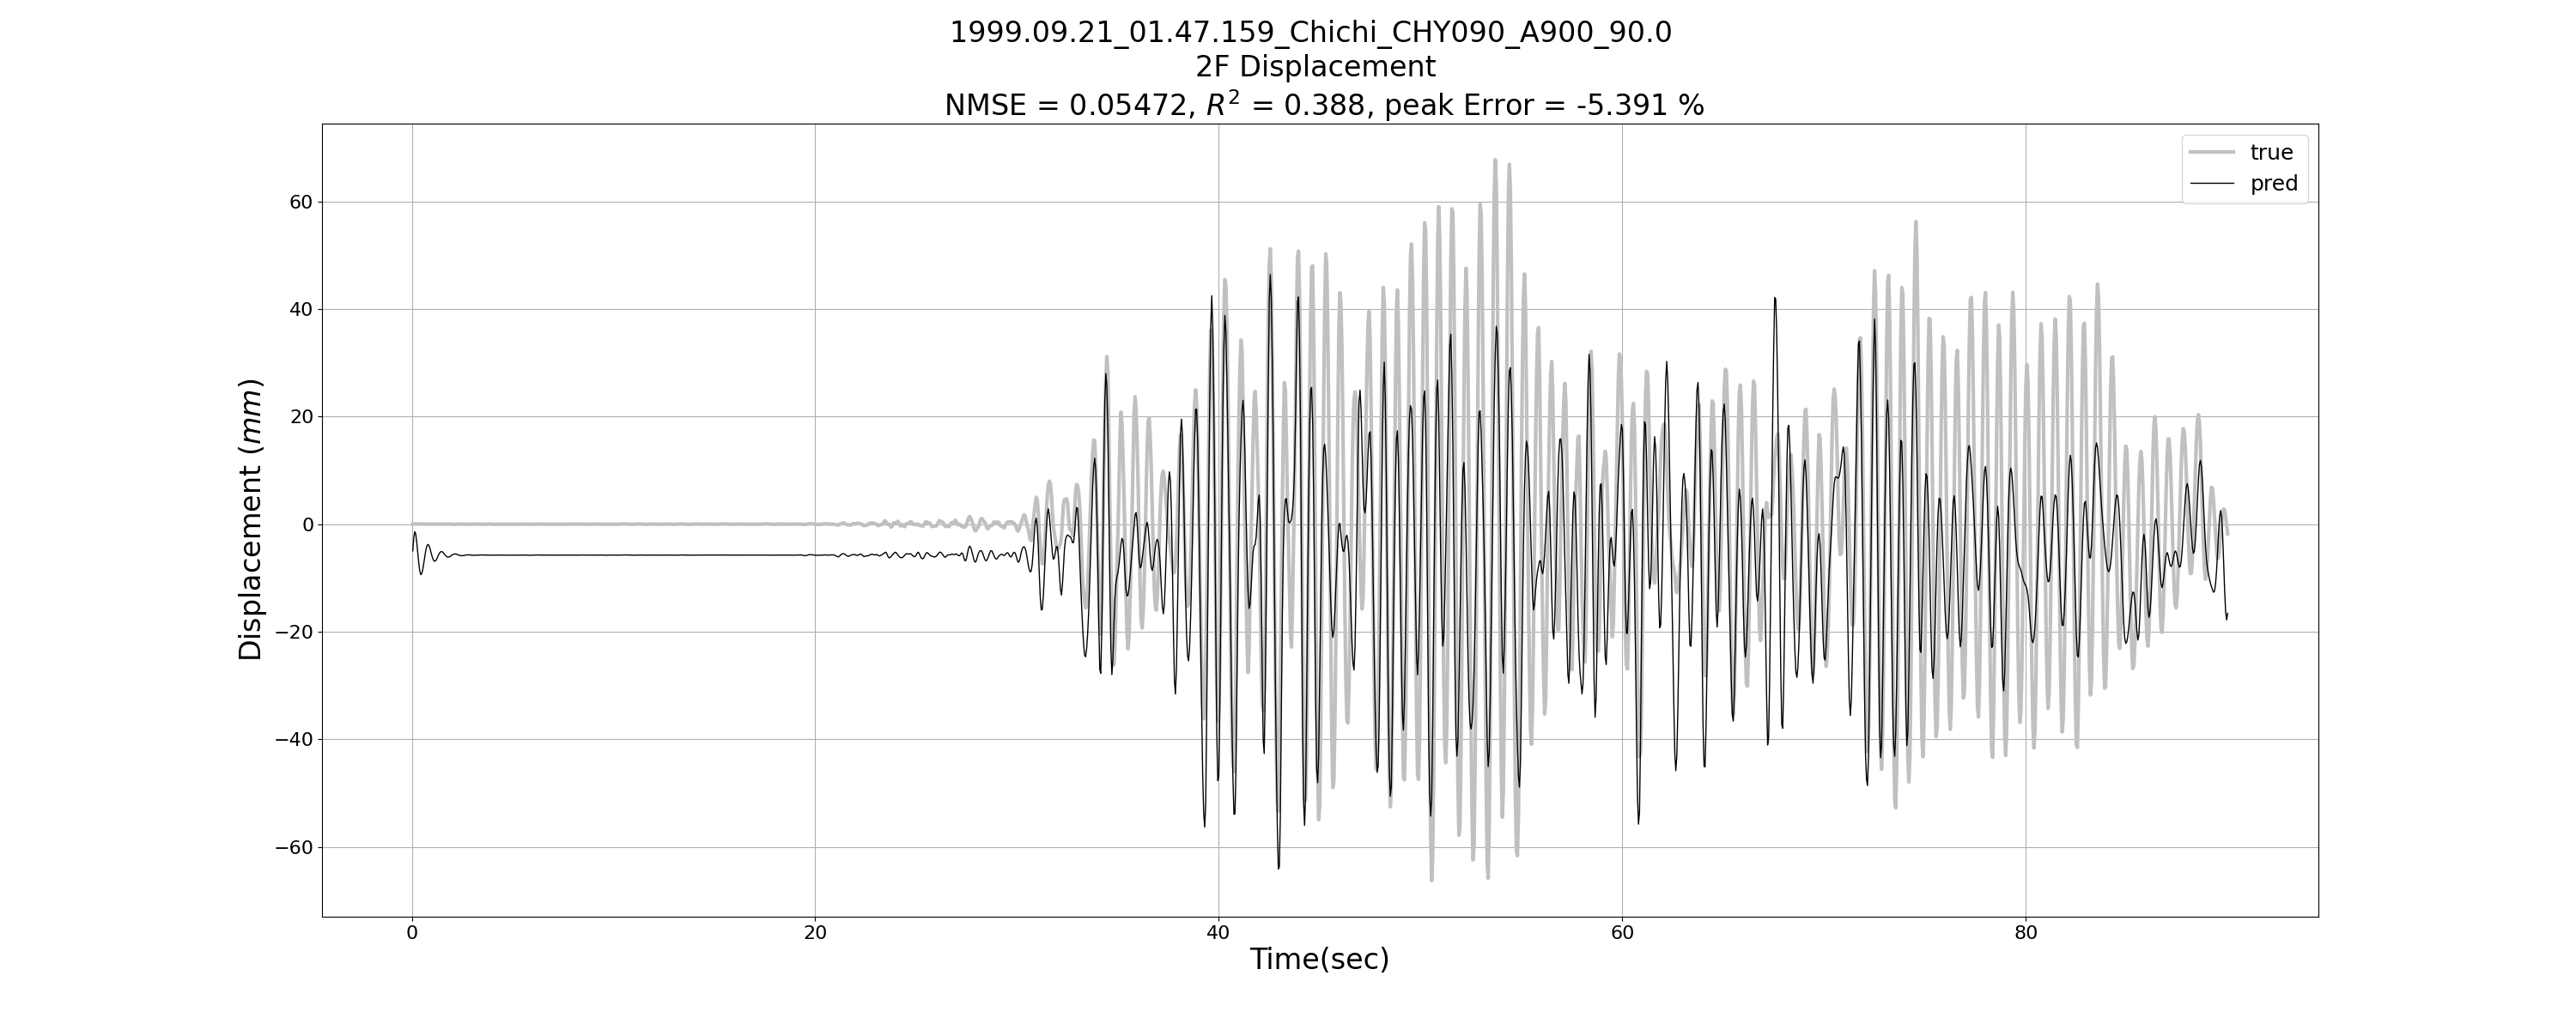 1999.09.21_01.47.159_Chichi_CHY090_A900_90.0
2F Displacement
NMSE = 0.05472, R² = 0.388, peak Error = -5.391 %
true
pred
Displacement (mm)
60
40
20
0
−20
−40
−60
0 20 40 60 80
Time(sec)